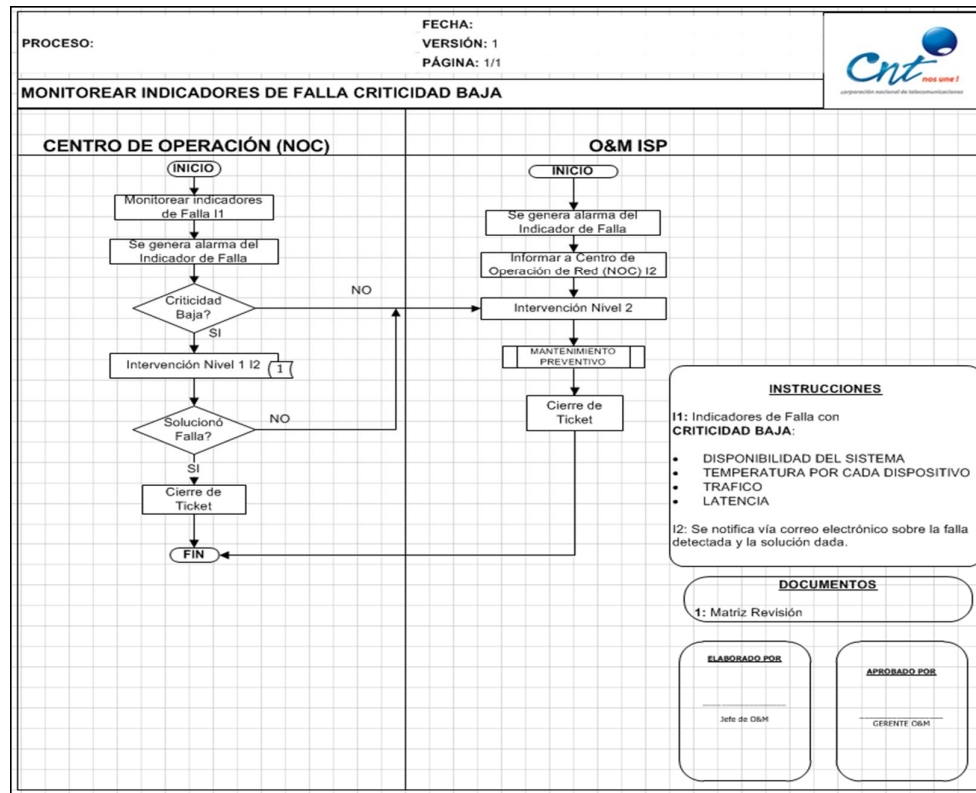 PROCESO:
FECHA:
VERSIÓN: 1
PÁGINA: 1/1
Cnt nos une!
corporación nacional de telecomunicaciones
MONITOREAR INDICADORES DE FALLA CRITICIDAD BAJA
CENTRO DE OPERACIÓN (NOC)
INICIO
Monitorear indicadores
de Falla I1
Se genera alarma del
Indicador de Falla
Criticidad
Baja?
NO
SI
Intervención Nivel 1 I2
1
Solucionó
Falla?
NO
SI
Cierre de
Ticket
FIN
O&M ISP
INICIO
Se genera alarma del
Indicador de Falla
Informar a Centro de
Operación de Red (NOC) I2
Intervención Nivel 2
MANTENIMIENTO
PREVENTIVO
Cierre de
Ticket
INSTRUCCIONES
I1: Indicadores de Falla con
CRITICIDAD BAJA:
• DISPONIBILIDAD DEL SISTEMA
• TEMPERATURA POR CADA DISPOSITIVO
• TRAFICO
• LATENCIA
I2: Se notifica vía correo electrónico sobre la falla
detectada y la solución dada.
DOCUMENTOS
1: Matriz Revisión
ELABORADO POR
Jefe de O&M
APROBADO POR
GERENTE O&M